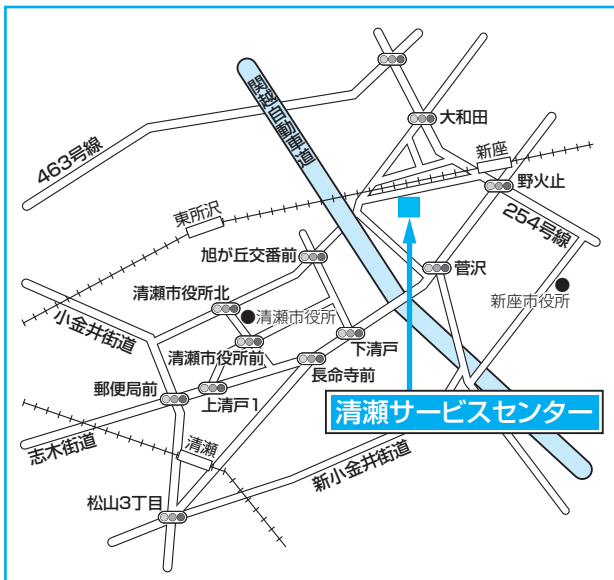 関越自動車道
大和田
463号線
新座
野火止
東所沢
254号線
旭が丘交番前
菅沢
清瀬市役所北
新座市役所
清瀬市役所
小金井街道
清瀬市役所前
下清戸
長命寺前
郵便局前
上清戸1
清瀬サービスセンター
志木街道
清瀬
新小金井街道
松山3丁目